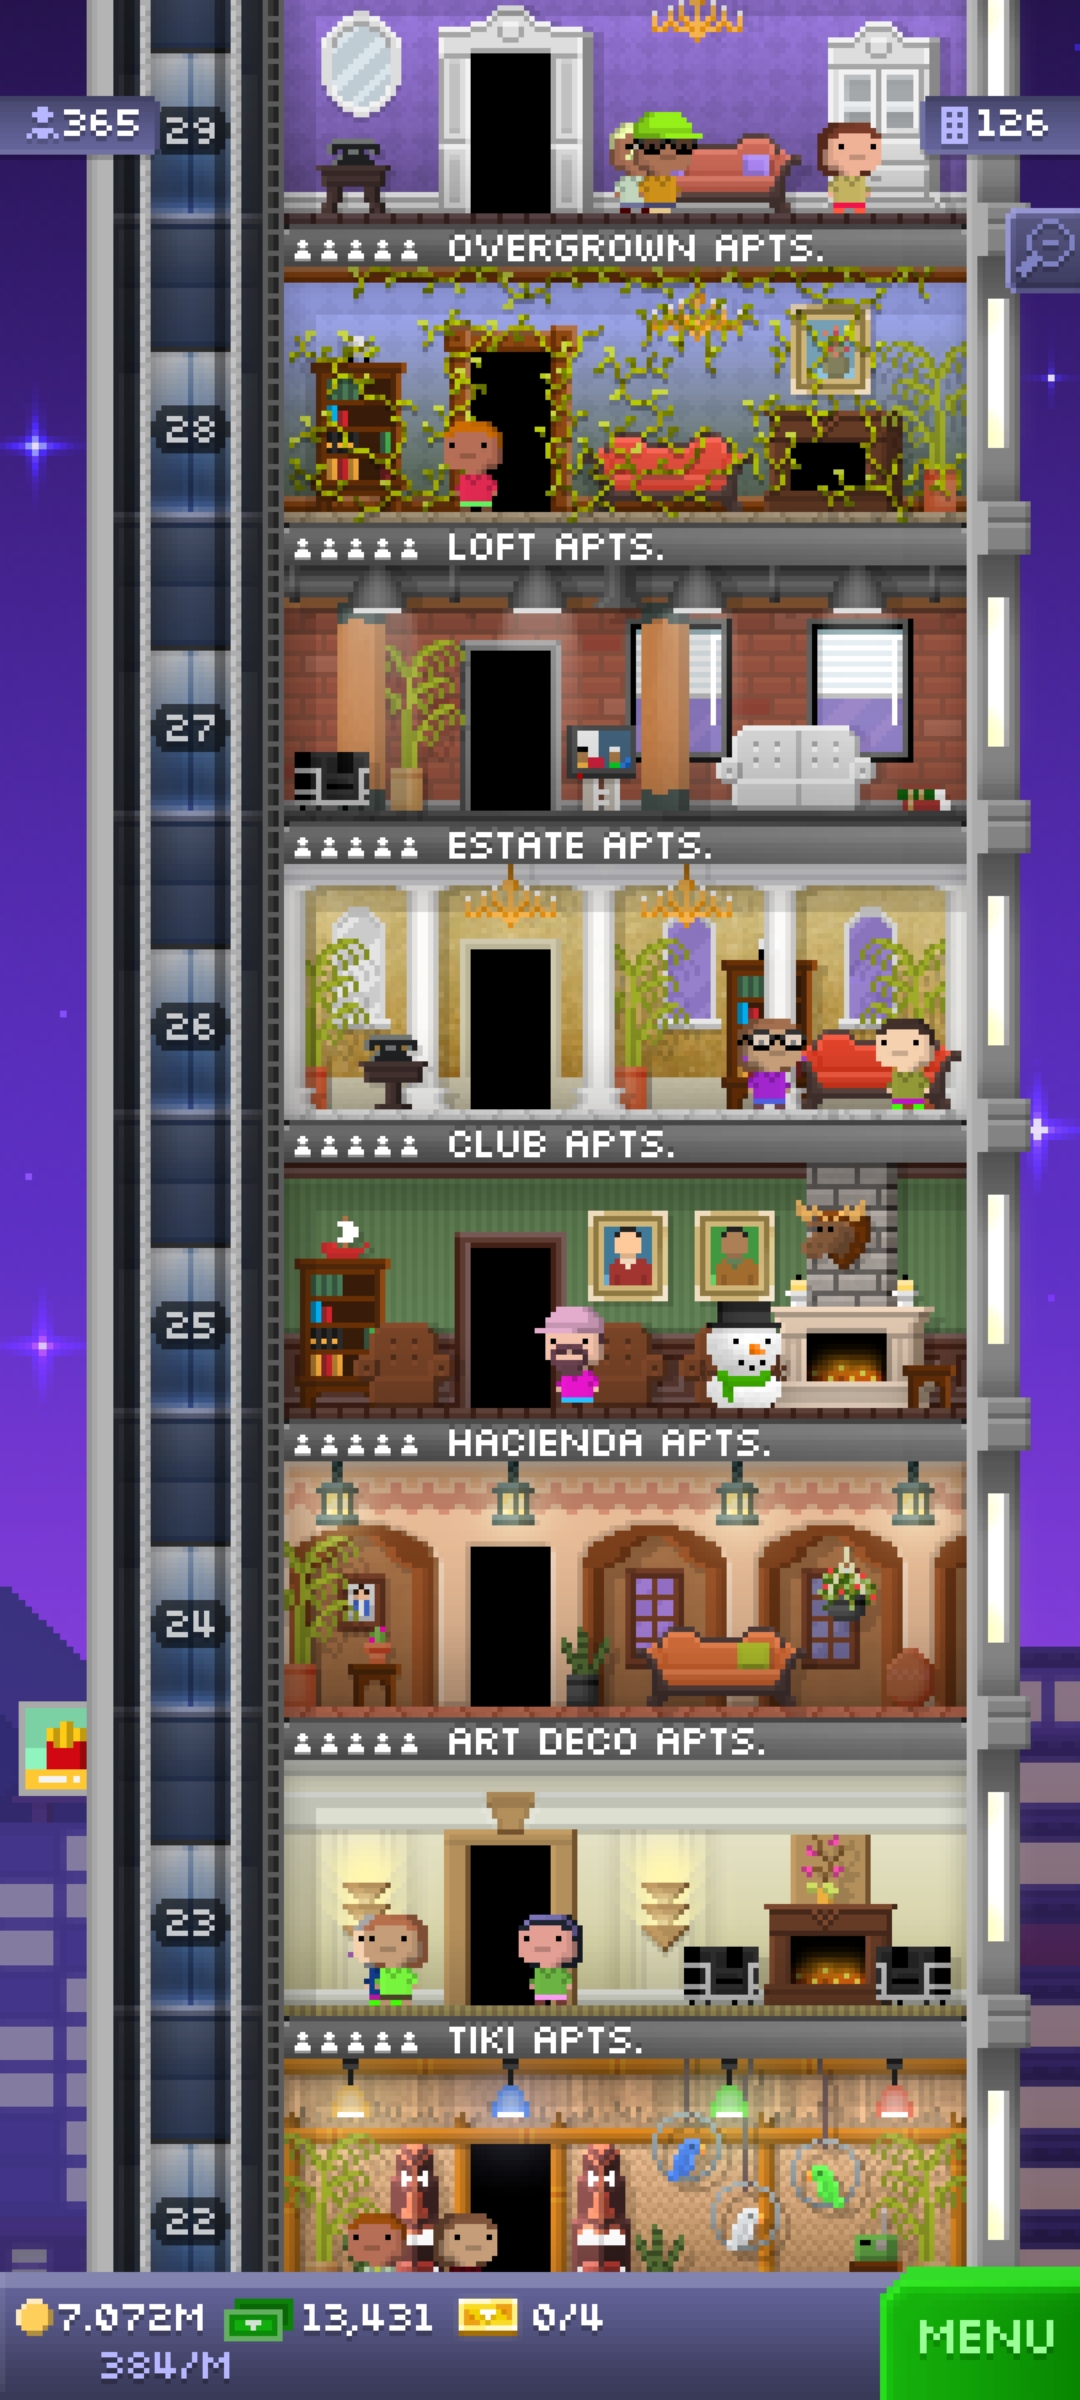 365
29
126
OVERGROWN APTS.
28
LOFT APTS.
27
ESTATE APTS.
26
CLUB APTS.
25
HACIENDA APTS.
24
ART DECO APTS.
23
TIKI APTS.
22
7.072M 13,431 0/4
384/M
MENU